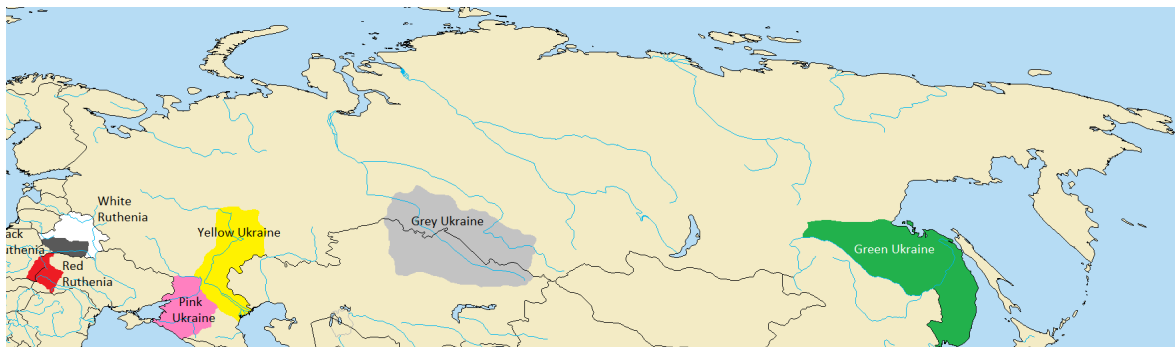 White
Ruthenia
Yellow Ukraine
Grey Ukraine
Green Ukraine
Red
Ruthenia
Pink
Ukraine